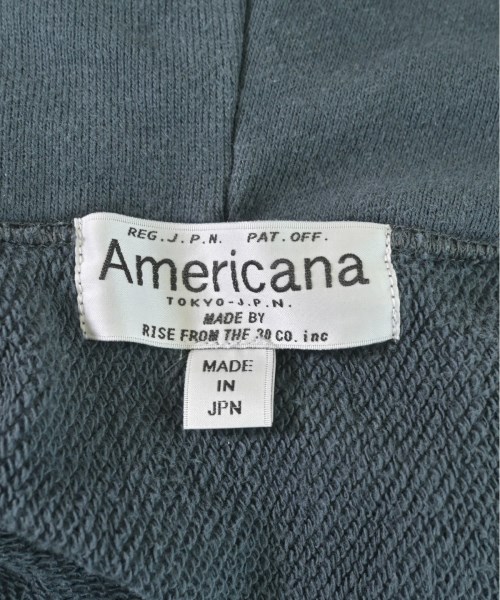 REG.J.P.N. PAT.OFF.
Americana
TOKYO-J.P.N.
MADE BY
RISE FROM THE 30 CO. inc
MADE
IN
JPN